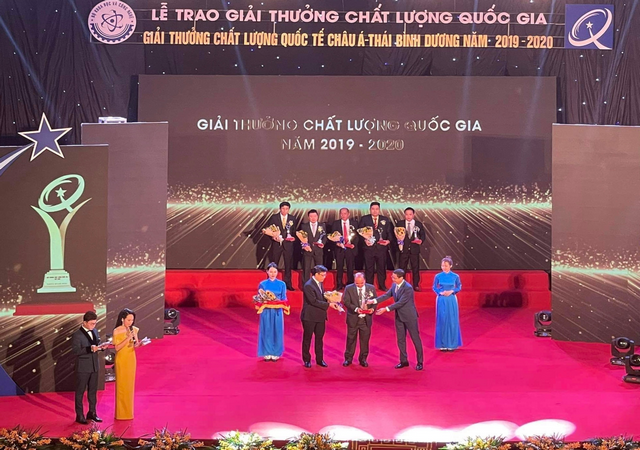 LỄ TRAO GIẢI THƯỞNG CHẤT LƯỢNG QUỐC GIA
GIẢI THƯỞNG CHẤT LƯỢNG QUỐC TẾ CHÂU Á-THÁI BÌNH DƯƠNG NĂM- 2019 -2020
GIẢI THƯỞNG CHẤT LƯỢNG QUỐC GIA
NĂM 2019 - 2020